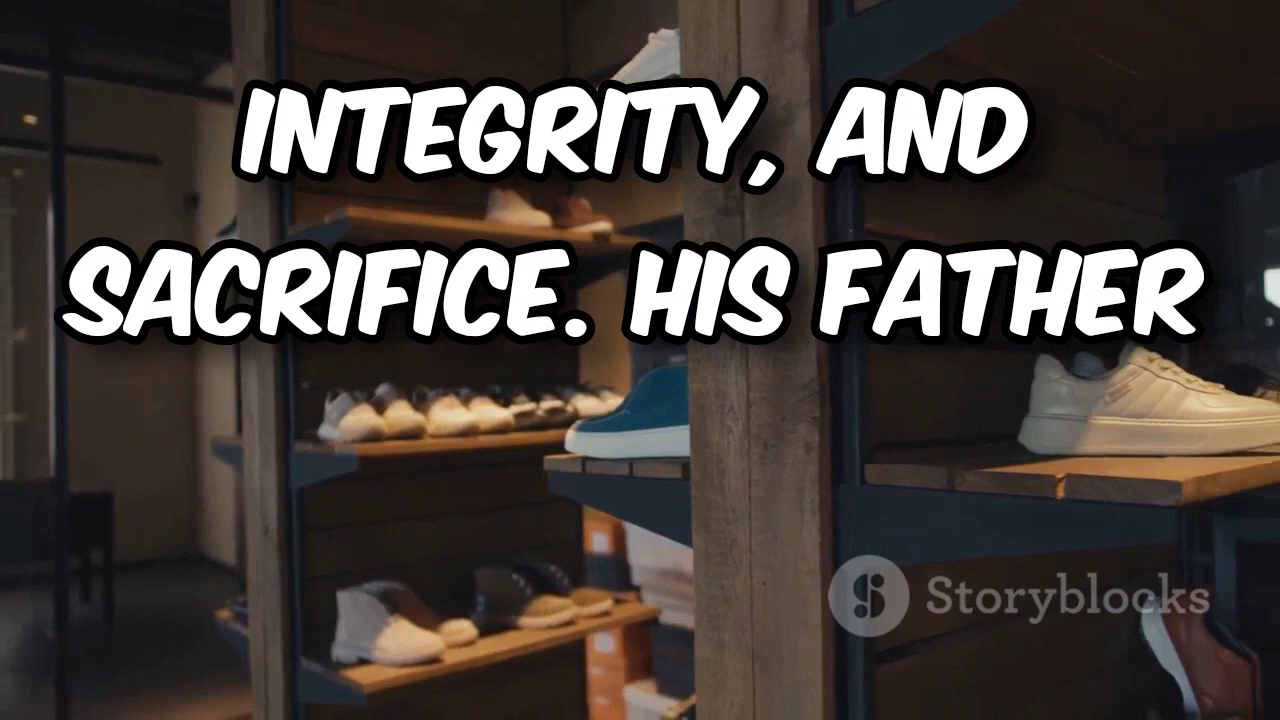 INTEGRITY, AND
SACRIFICE. HIS FATHER
Storyblocks